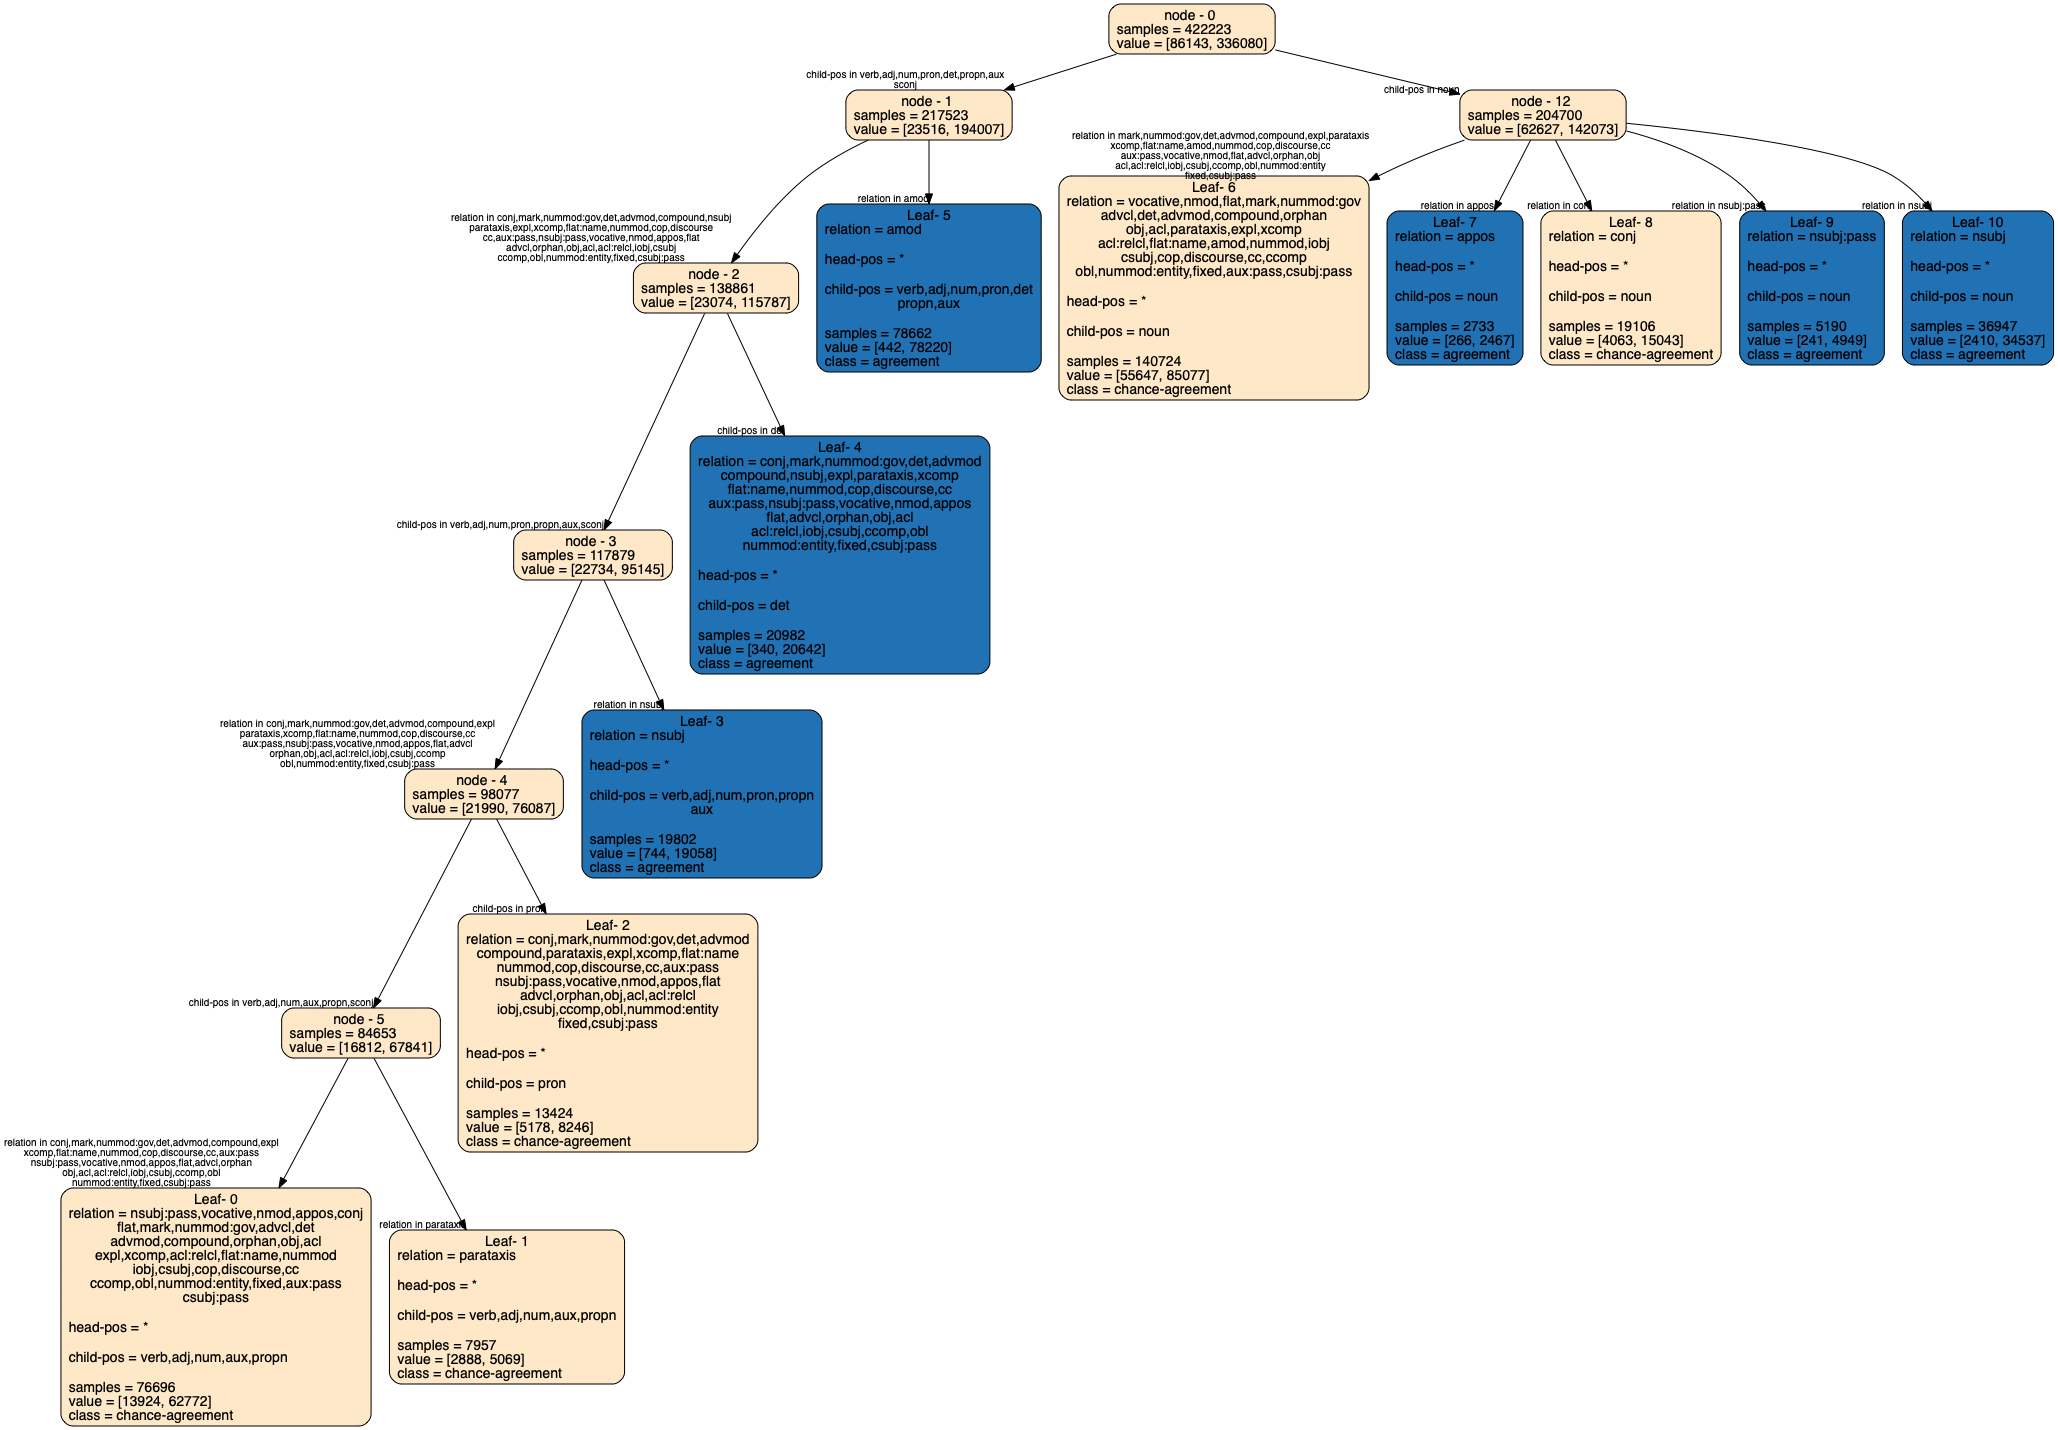 node - 0
samples = 422223
value = [86143, 336080]
child-pos in verb,adj,num,pron,det,propn,aux
sconj
node - 1
samples = 217523
value = [23516, 194007]
child-pos in noun
node - 12
samples = 204700
value = [62627, 142073]
relation in conj,mark,nummod:gov,det,advmod,compound,nsubj
parataxis,expl,xcomp,flat:name,nummod,cop,discourse
cc,aux:pass,nsubj:pass,vocative,nmod,appos,flat
advcl,orphan,obj,acl,acl:relcl,iobj,csubj
ccomp,obl,nummod:entity,fixed,csubj:pass
node - 2
samples = 138861
value = [23074, 115787]
relation in amod
Leaf- 5
relation = amod
head-pos = *
child-pos = verb,adj,num,pron,det
propn,aux
samples = 78662
value = [442, 78220]
class = agreement
relation in mark,nummod:gov,det,advmod,compound,expl,parataxis
xcomp,flat:name,amod,nummod,cop,discourse,cc
aux:pass,vocative,nmod,flat,advcl,orphan,obj
acl,acl:relcl,iobj,csubj,ccomp,obl,nummod:entity
fixed,csubj:pass
Leaf- 6
relation = vocative,nmod,flat,mark,nummod:gov
advcl,det,advmod,compound,orphan
obj,acl,parataxis,expl,xcomp
acl:relcl,flat:name,amod,nummod,iobj
csubj,cop,discourse,cc,ccomp
obl,nummod:entity,fixed,aux:pass,csubj:pass
head-pos = *
child-pos = noun
samples = 140724
value = [55647, 85077]
class = chance-agreement
relation in appos
Leaf- 7
relation = appos
head-pos = *
child-pos = noun
samples = 2733
value = [266, 2467]
class = agreement
relation in conj
Leaf- 8
relation = conj
head-pos = *
child-pos = noun
samples = 19106
value = [4063, 15043]
class = chance-agreement
relation in nsubj:pass
Leaf- 9
relation = nsubj:pass
head-pos = *
child-pos = noun
samples = 5190
value = [241, 4949]
class = agreement
relation in nsubj
Leaf- 10
relation = nsubj
head-pos = *
child-pos = noun
samples = 36947
value = [2410, 34537]
class = agreement
child-pos in verb,adj,num,pron,propn,aux,sconj
node - 3
samples = 117879
value = [22734, 95145]
child-pos in det
Leaf- 4
relation = conj,mark,nummod:gov,det,advmod
compound,nsubj,expl,parataxis,xcomp
flat:name,nummod,cop,discourse,cc
aux:pass,nsubj:pass,vocative,nmod,appos
flat,advcl,orphan,obj,acl
acl:relcl,iobj,csubj,ccomp,obl
nummod:entity,fixed,csubj:pass
head-pos = *
child-pos = det
samples = 20982
value = [340, 20642]
class = agreement
relation in conj,mark,nummod:gov,det,advmod,compound,expl
parataxis,xcomp,flat:name,nummod,cop,discourse,cc
aux:pass,nsubj:pass,vocative,nmod,appos,flat,advcl
orphan,obj,acl,acl:relcl,iobj,csubj,ccomp
obl,nummod:entity,fixed,csubj:pass
node - 4
samples = 98077
value = [21990, 76087]
relation in nsubj
Leaf- 3
relation = nsubj
head-pos = *
child-pos = verb,adj,num,pron,propn
aux
samples = 19802
value = [744, 19058]
class = agreement
child-pos in verb,adj,num,aux,propn,sconj
node - 5
samples = 84653
value = [16812, 67841]
child-pos in pron
Leaf- 2
relation = conj,mark,nummod:gov,det,advmod
compound,parataxis,expl,xcomp,flat:name
nummod,cop,discourse,cc,aux:pass
nsubj:pass,vocative,nmod,appos,flat
advcl,orphan,obj,acl,acl:relcl
iobj,csubj,ccomp,obl,nummod:entity
fixed,csubj:pass
head-pos = *
child-pos = pron
samples = 13424
value = [5178, 8246]
class = chance-agreement
relation in conj,mark,nummod:gov,det,advmod,compound,expl
xcomp,flat:name,nummod,cop,discourse,cc,aux:pass
nsubj:pass,vocative,nmod,appos,flat,advcl,orphan
obj,acl,acl:relcl,iobj,csubj,ccomp,obl
nummod:entity,fixed,csubj:pass
Leaf- 0
relation = nsubj:pass,vocative,nmod,appos,conj
flat,mark,nummod:gov,advcl,det
advmod,compound,orphan,obj,acl
expl,xcomp,acl:relcl,flat:name,nummod
iobj,csubj,cop,discourse,cc
ccomp,obl,nummod:entity,fixed,aux:pass
csubj:pass
head-pos = *
child-pos = verb,adj,num,aux,propn
samples = 76696
value = [13924, 62772]
class = chance-agreement
relation in parataxis
Leaf- 1
relation = parataxis
head-pos = *
child-pos = verb,adj,num,aux,propn
samples = 7957
value = [2888, 5069]
class = chance-agreement